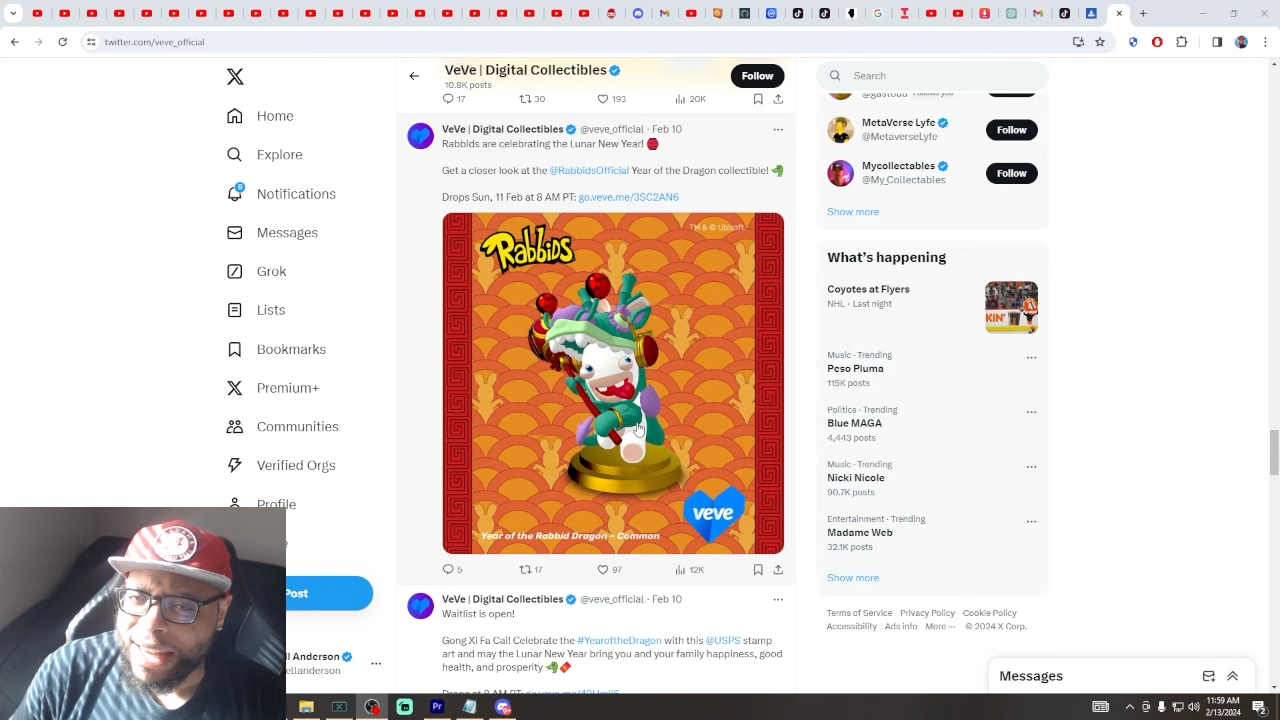 twitter.com/veve_official
VeVe | Digital Collectibles
10.8K posts
Follow
17 30 193 20K
Home
Explore
6
Notifications
Messages
Grok
Lists
Bookmarks
Premium+
Communities
Verified Orgs
Profile
Post
VeVe | Digital Collectibles @veve_official · Feb 10
Rabbids are celebrating the Lunar New Year!
Get a closer look at the @RabbidsOfficial Year of the Dragon collectible!
Drops Sun, 11 Feb at 8 AM PT: go.veve.me/3SC2AN6
TM & © Ubisoft.
Rabbids
veve
Year of the Rabbid Dragon – Common
5 17 97 12K
VeVe | Digital Collectibles @veve_official · Feb 10
Waitlist is open!
Gong Xi Fa Cai! Celebrate the #YearoftheDragon with this @USPS stamp
art and may the Lunar New Year bring you and your family happiness, good
health, and prosperity
Search
MetaVerse Lyfe
@MetaverseLyfe
Follow
Mycollectables
@My_Collectables
Follow
Show more
What's happening
Coyotes at Flyers
NHL · Last night
KIN'
Music · Trending
Peso Pluma
115K posts
Politics · Trending
Blue MAGA
4,443 posts
Music · Trending
Nicki Nicole
90.7K posts
Entertainment · Trending
Madame Web
32.1K posts
Show more
Terms of Service Privacy Policy Cookie Policy
Accessibility Ads info More ··· © 2024 X Corp.
Messages
11:59 AM
2/13/2024